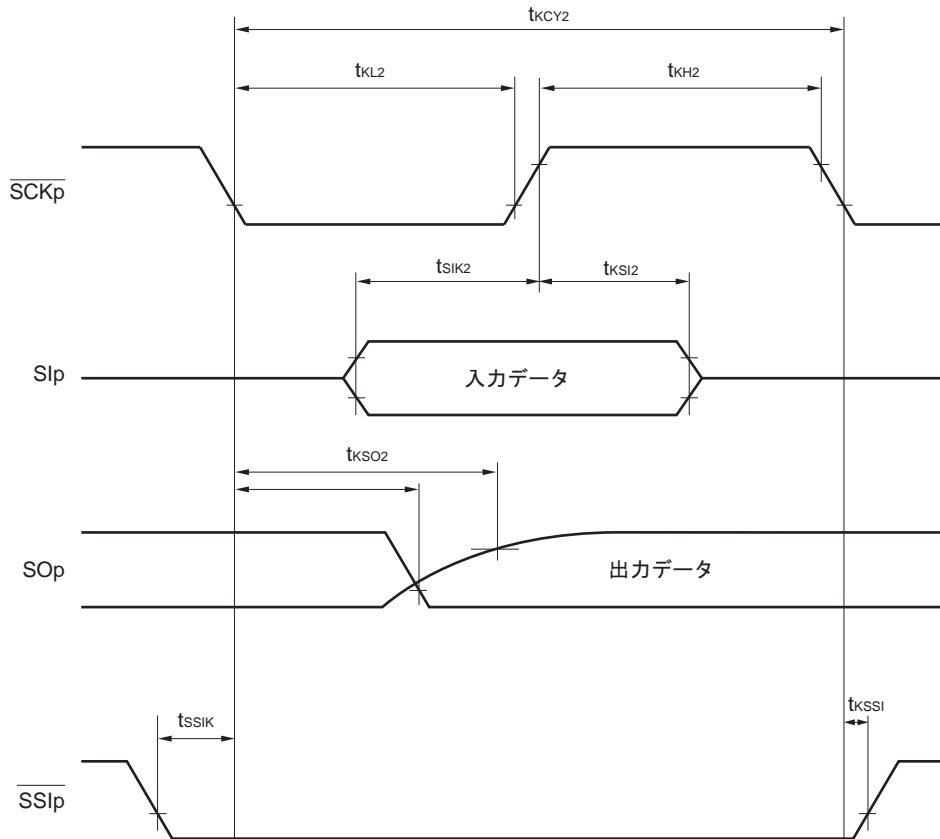 tKCY2
tKL2
tKH2
SCKp
tSIK2
tKSI2
SIp
入力データ
tKSO2
SOp
出力データ
tSSIK
tKSSI
SSIp